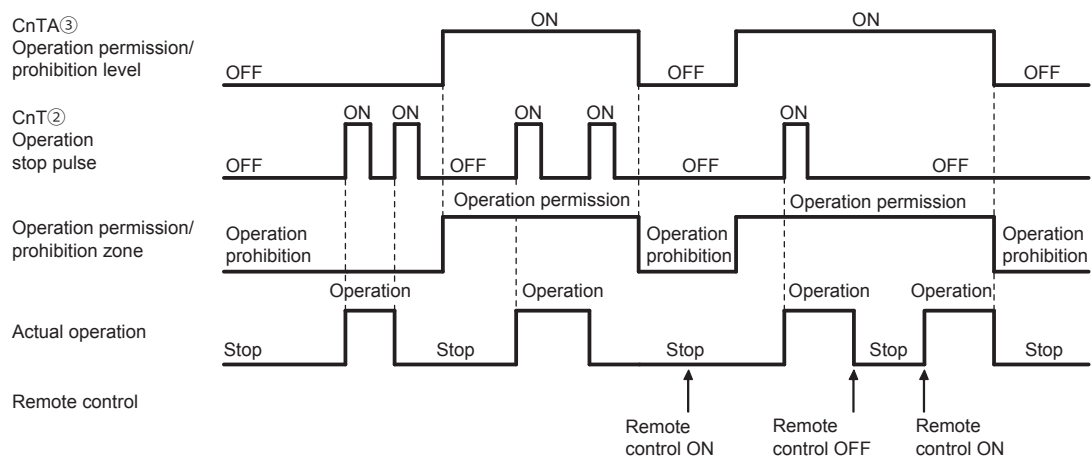 CnTA③
Operation permission/
prohibition level
OFF
ON
OFF
ON
OFF
CnT②
Operation
stop pulse
OFF
ON
ON
OFF
ON
ON
OFF
ON
OFF
Operation permission/
prohibition zone
Operation
prohibition
Operation permission
Operation
prohibition
Operation permission
Operation
prohibition
Actual operation
Stop
Operation
Stop
Operation
Stop
Operation
Stop
Operation
Stop
Remote control
Remote
control ON
Remote
control OFF
Remote
control ON